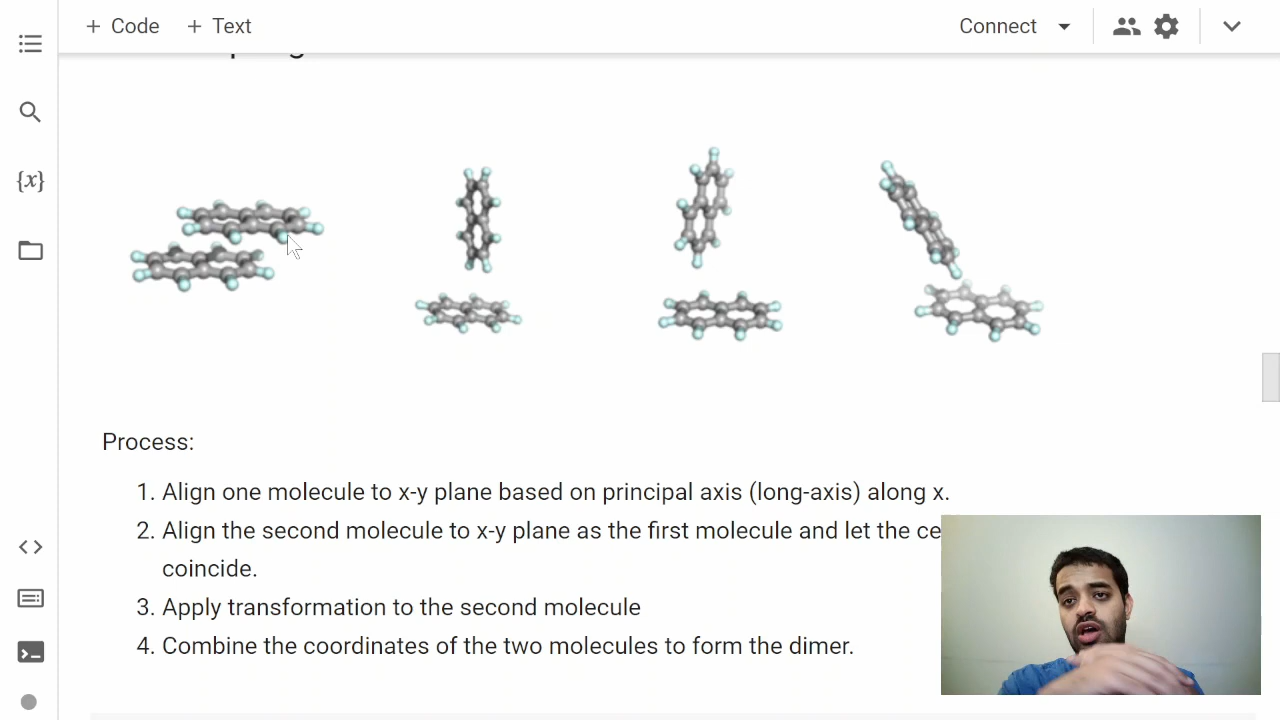 + Code + Text Connect
{x}
Process:
1. Align one molecule to x-y plane based on principal axis (long-axis) along x.
2. Align the second molecule to x-y plane as the first molecule and let the
coincide.
3. Apply transformation to the second molecule
4. Combine the coordinates of the two molecules to form the dimer.